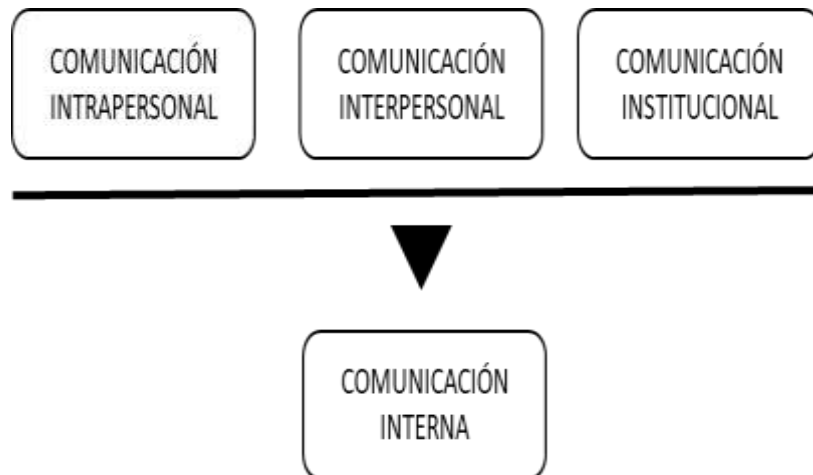 COMUNICACIÓN
INTRAPERSONAL
COMUNICACIÓN
INTERPERSONAL
COMUNICACIÓN
INSTITUCIONAL
COMUNICACIÓN
INTERNA